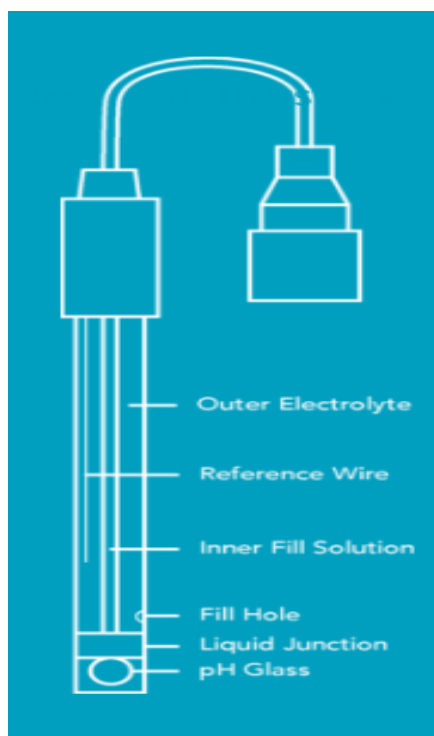 Outer Electrolyte
Reference Wire
Inner Fill Solution
Fill Hole
Liquid Junction
pH Glass